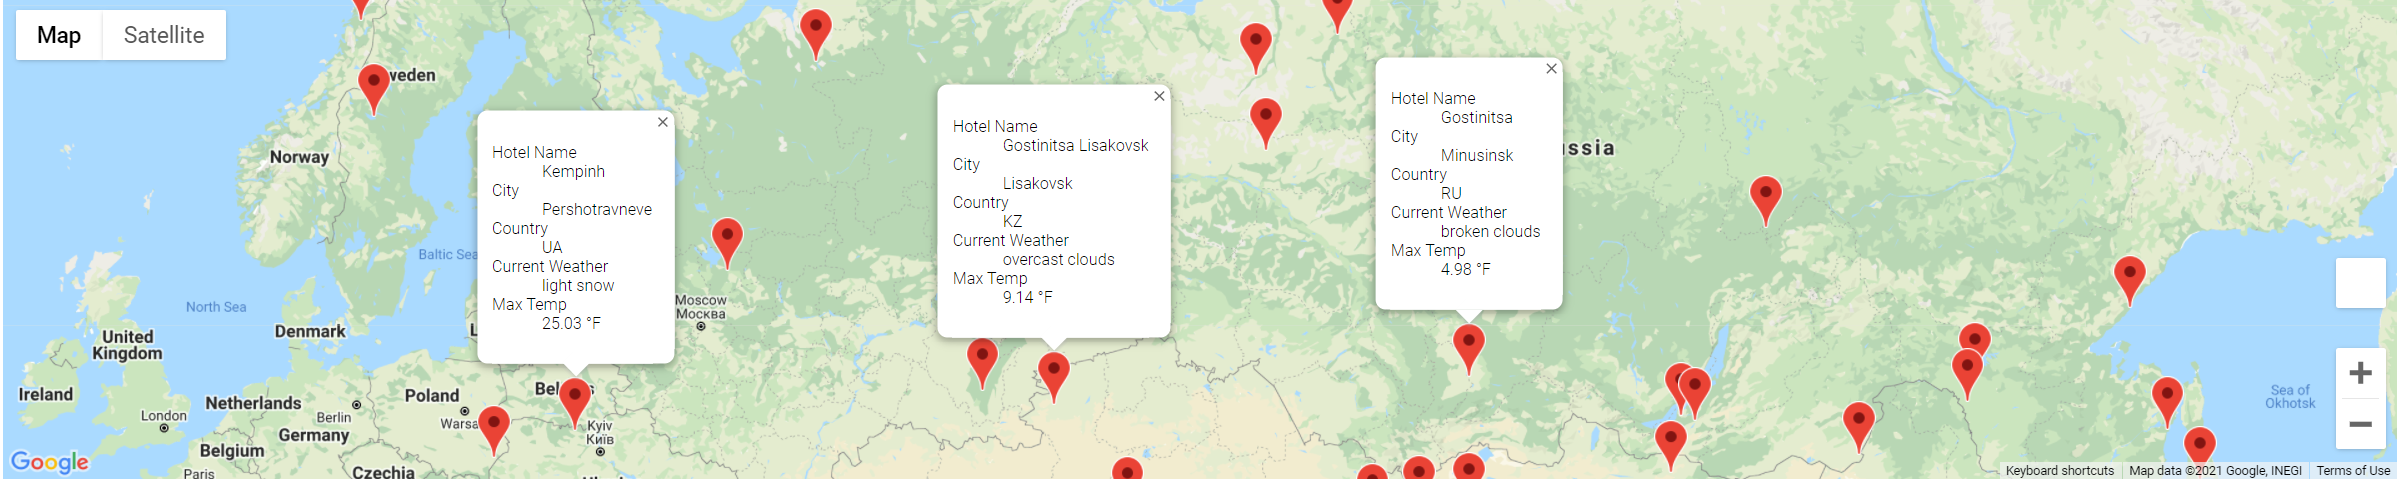 Map
Satellite
weden
Norway
Hotel Name
Kempinh
City
Pershotravneve
Country
UA
Current Weather
light snow
Max Temp
25.03 °F
Hotel Name
Gostinitsa Lisakovsk
City
Lisakovsk
Country
KZ
Current Weather
overcast clouds
Max Temp
9.14 °F
Hotel Name
Gostinitsa
City
Minusinsk
Country
RU
Current Weather
broken clouds
Max Temp
4.98 °F
ssia
Baltic Sea
North Sea
Moscow
Москва
Denmark
United
Kingdom
Ireland
Netherlands
Poland
London
Berlin
Warsa
Kyiv
Київ
Germany
Belgium
Paris
Czechia
Sea of
Okhotsk
Google
Keyboard shortcuts
Map data ©2021 Google, INEGI
Terms of Use